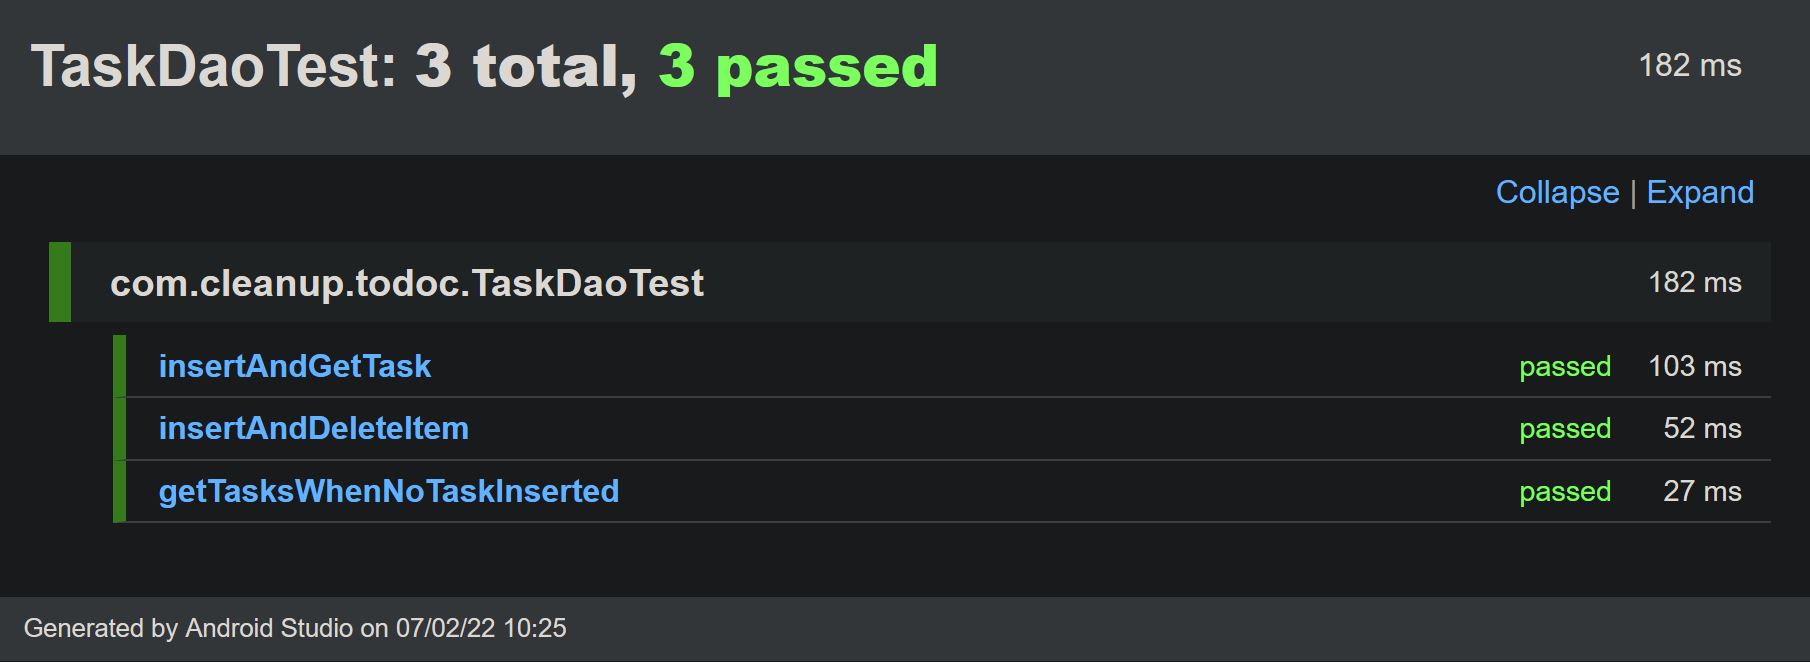 TaskDaoTest: 3 total, 3 passed 182 ms
Collapse | Expand
com.cleanup.todoc.TaskDaoTest 182 ms
insertAndGetTask passed 103 ms
insertAndDeleteItem passed 52 ms
getTasksWhenNoTaskInserted passed 27 ms
Generated by Android Studio on 07/02/22 10:25